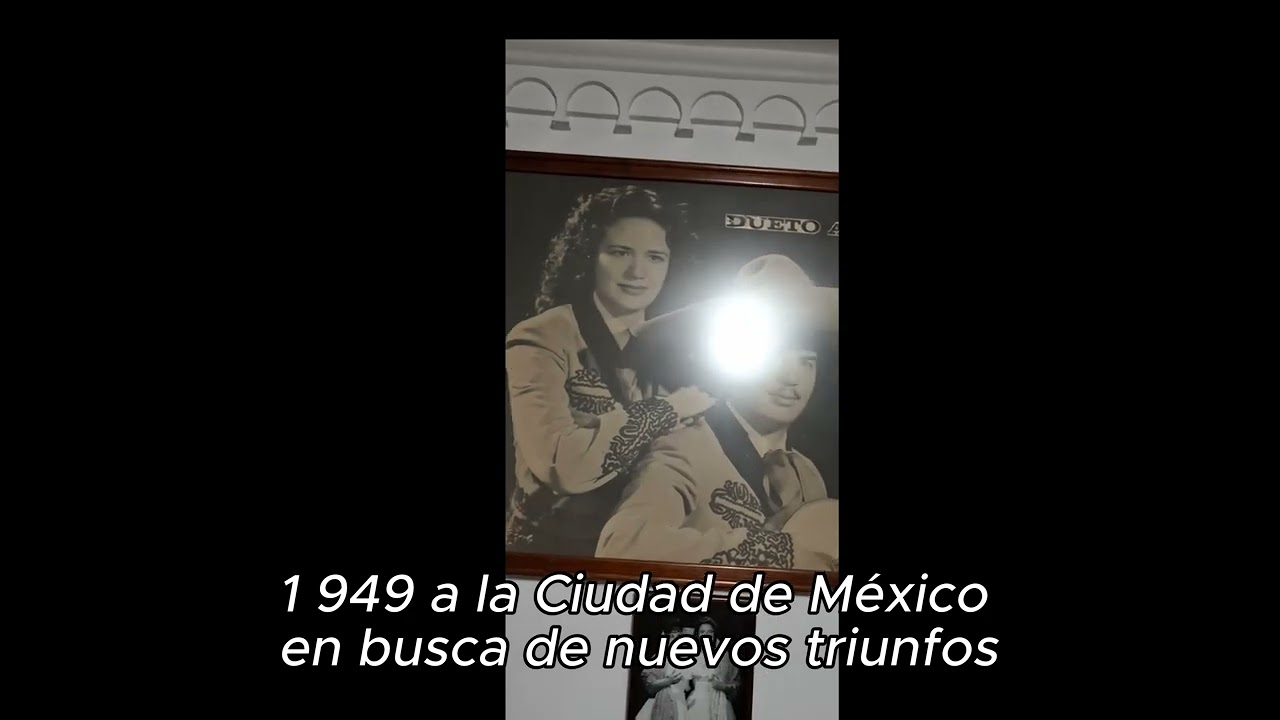 DUETO A
1 949 a la Ciudad de México
en busca de nuevos triunfos